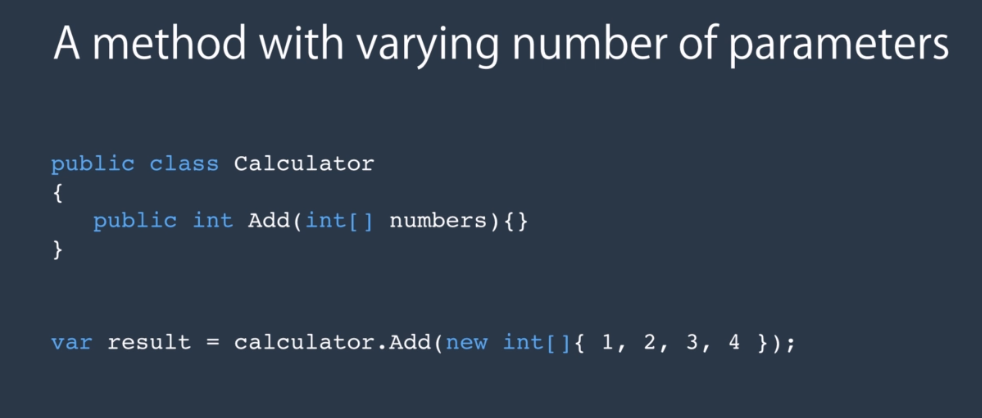 A method with varying number of parameters
public class Calculator
{
public int Add(int[] numbers){}
}
var result = calculator.Add(new int[]{ 1, 2, 3, 4 });